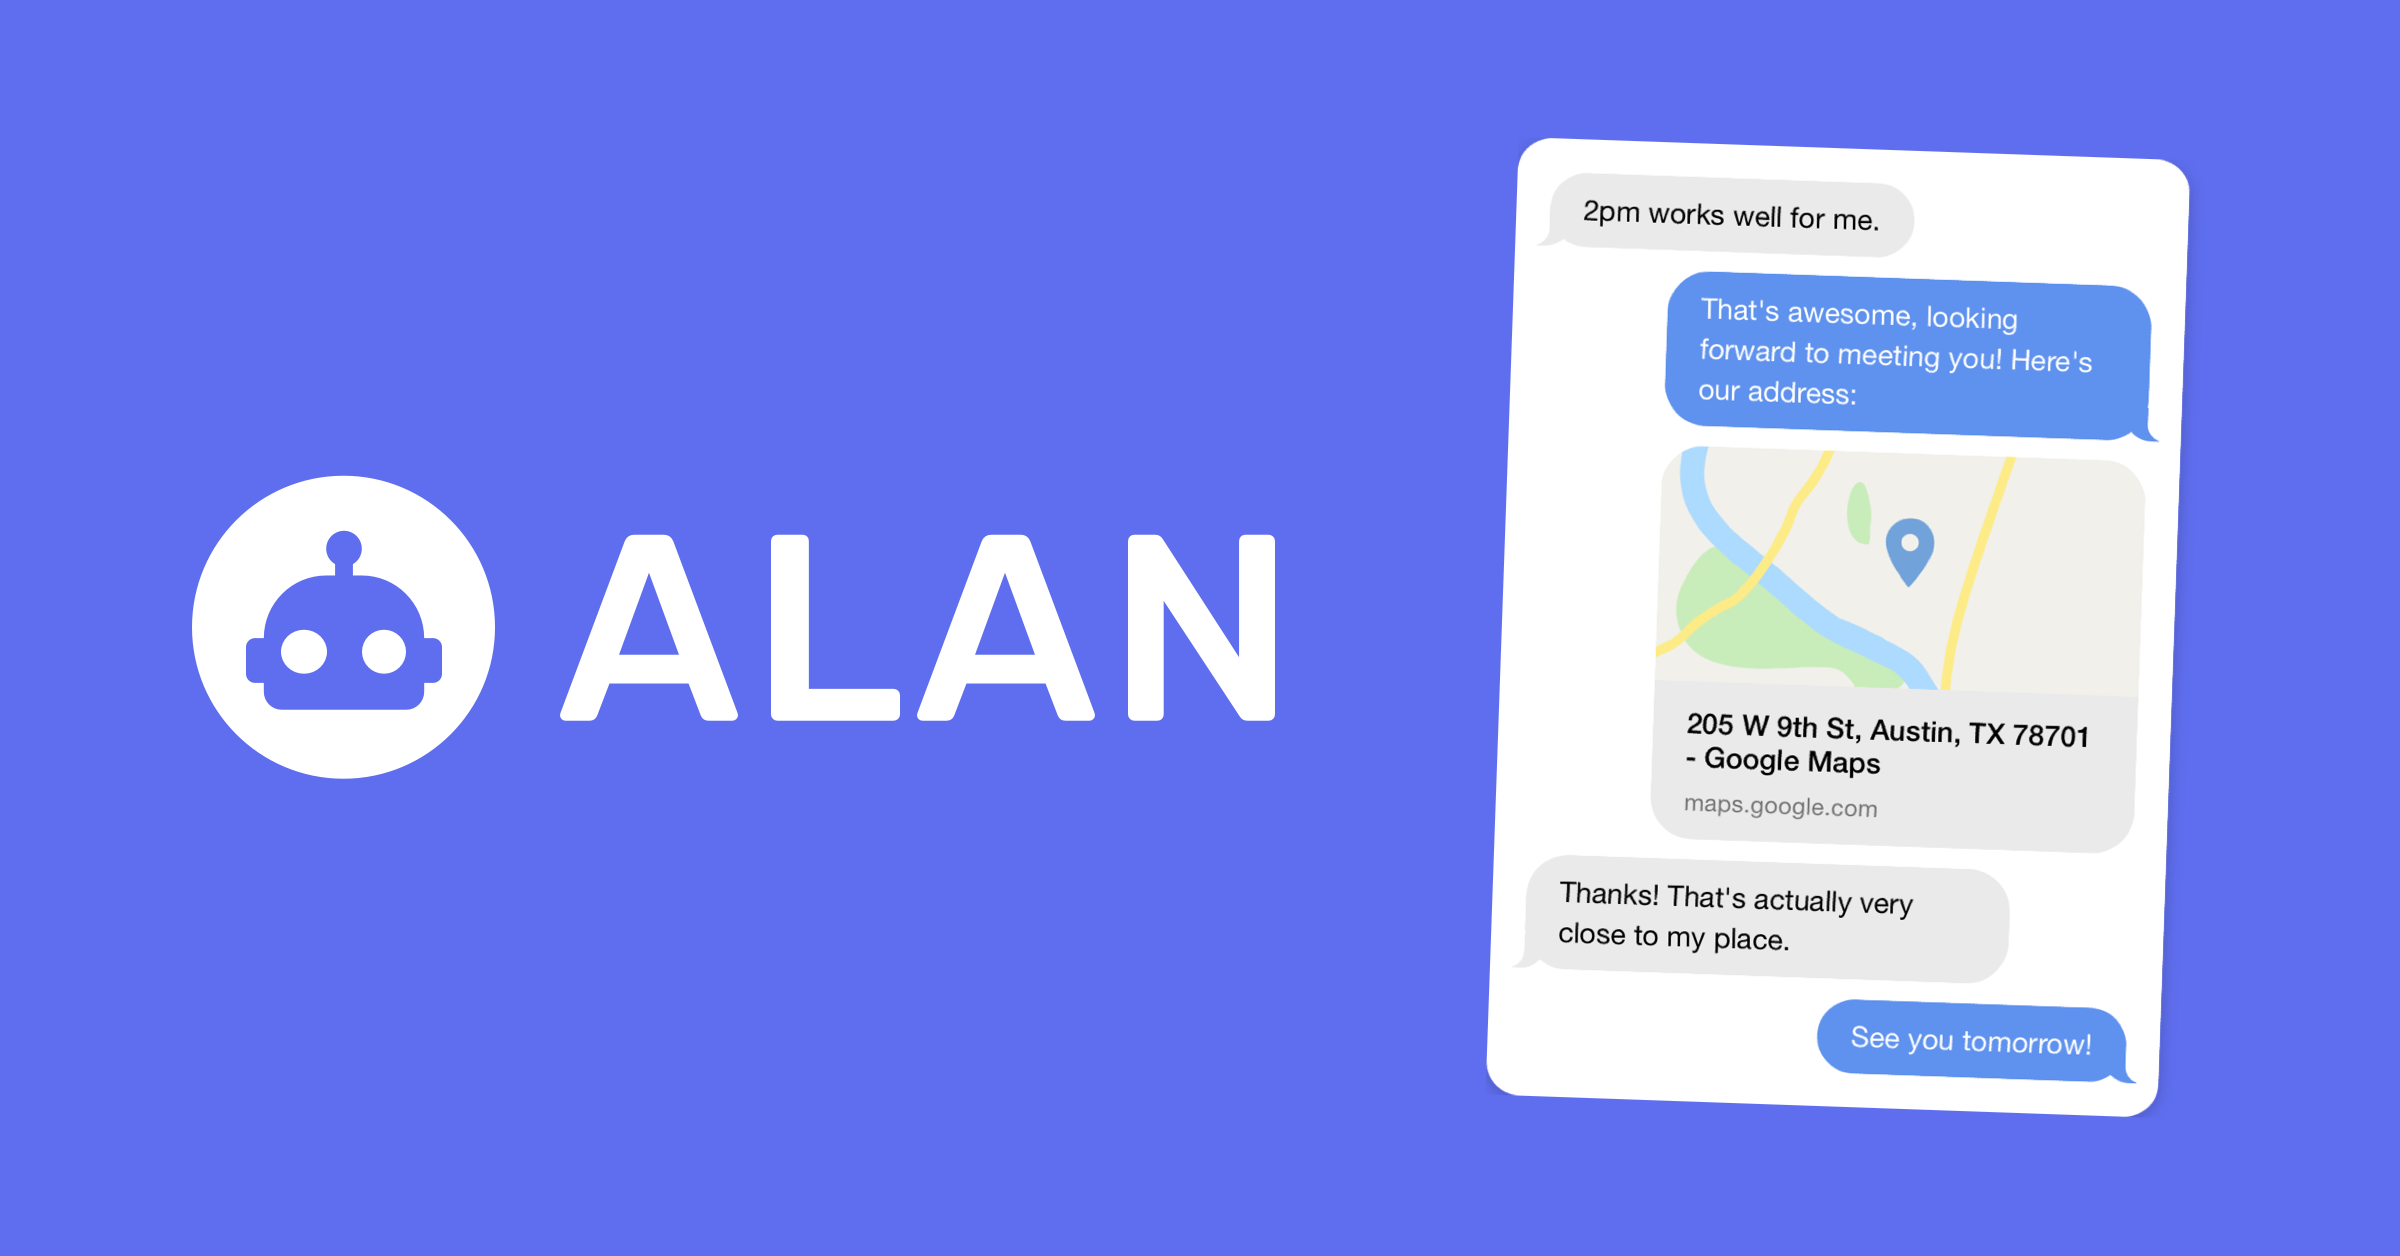 ALAN
2pm works well for me.
That's awesome, looking
forward to meeting you! Here's
our address:
205 W 9th St, Austin, TX 78701
- Google Maps
maps.google.com
Thanks! That's actually very
close to my place.
See you tomorrow!